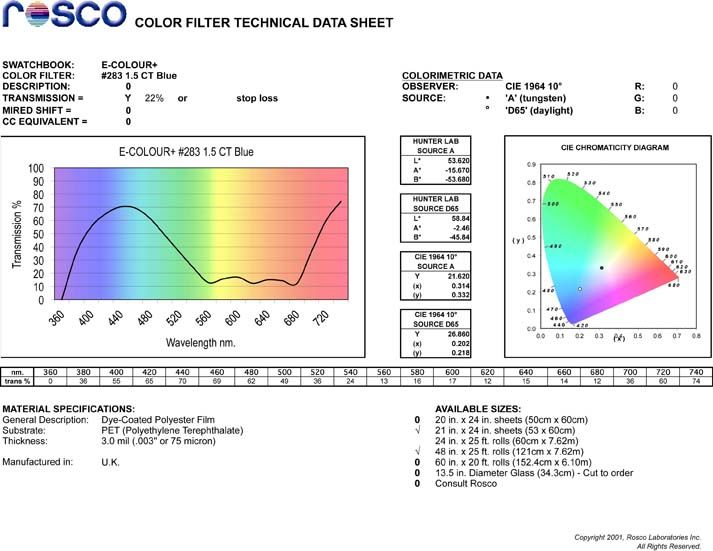 rosco COLOR FILTER TECHNICAL DATA SHEET
SWATCHBOOK: E-COLOUR+
COLOR FILTER: #283 1.5 CT Blue
DESCRIPTION: 0
TRANSMISSION = Y 22% or stop loss
MIRED SHIFT = 0
CC EQUIVALENT = 0
COLORIMETRIC DATA
OBSERVER: CIE 1964 10° R: 0
SOURCE: • 'A' (tungsten) G: 0
° 'D65' (daylight) B: 0
E-COLOUR+ #283 1.5 CT Blue
Transmission %
100
90
80
70
60
50
40
30
20
10
0
360 400 440 480 520 560 600 640 680 720
Wavelength nm.
HUNTER LAB
SOURCE A
L* 53.620
A* -15.670
B* -53.680
HUNTER LAB
SOURCE D65
L* 58.84
A* -2.46
B* -45.84
CIE 1964 10°
SOURCE A
Y 21.620
(x) 0.314
(y) 0.332
CIE 1964 10°
SOURCE D65
Y 26.860
(x) 0.202
(y) 0.218
CIE CHROMATICITY DIAGRAM
0.9
0.8
0.7
0.6
0.5
0.4
0.3
0.2
0.1
0.0
(y)
0.0 0.1 0.2 0.3 0.4 0.5 0.6 0.7 0.8
(x)
510
520
530
540
550
560
570
580
590
600
610
620
630
680
500
490
480
470
460
440
420
nm. 360 380 400 420 440 460 480 500 520 540 560 580 600 620 640 660 680 700 720 740
trans % 0 36 55 65 70 69 62 49 36 24 13 16 17 12 15 14 12 36 60 74
MATERIAL SPECIFICATIONS:
General Description: Dye-Coated Polyester Film
Substrate: PET (Polyethylene Terephthalate)
Thickness: 3.0 mil (.003" or 75 micron)
Manufactured in: U.K.
AVAILABLE SIZES:
0 20 in. x 24 in. sheets (50cm x 60cm)
√ 21 in. x 24 in. sheets (53 x 60cm)
24 in. x 25 ft. rolls (60cm x 7.62m)
√ 48 in. x 25 ft. rolls (121cm x 7.62m)
0 60 in. x 20 ft. rolls (152.4cm x 6.10m)
0 13.5 in. Diameter Glass (34.3cm) - Cut to order
0 Consult Rosco
Copyright 2001, Rosco Laboratories Inc.
All Rights Reserved.